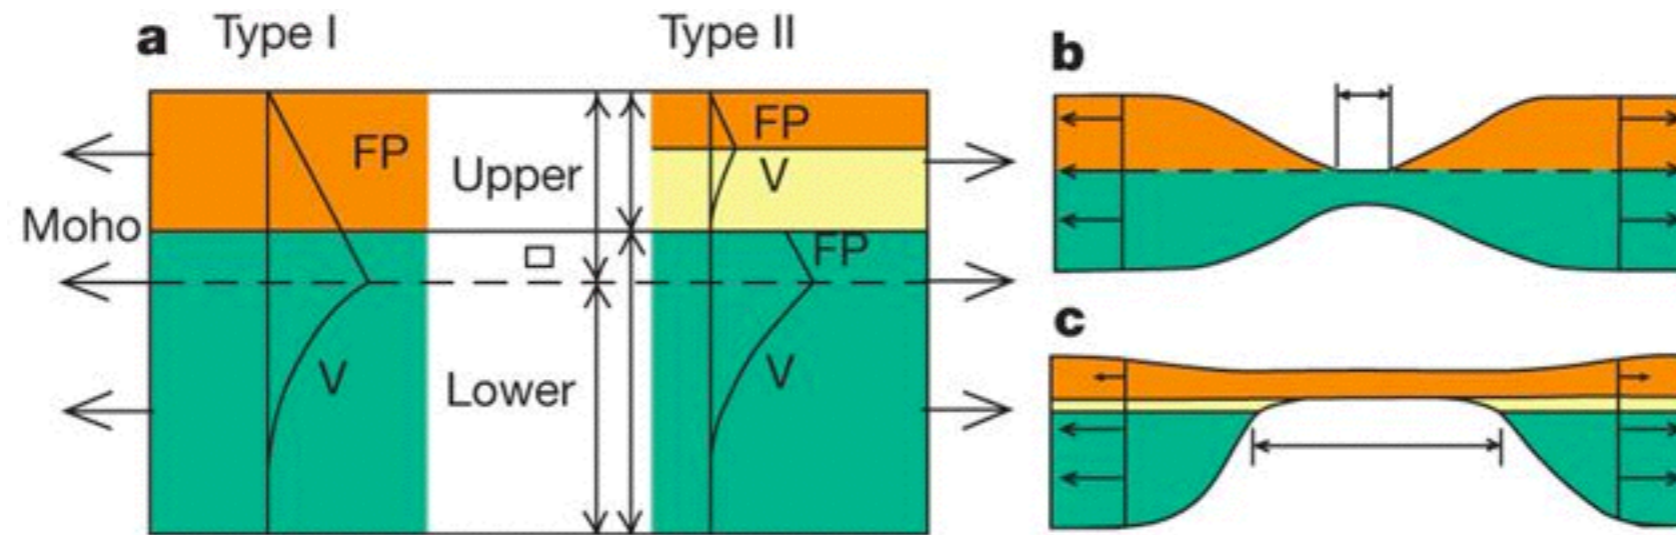 a
Type I
Type II
FP
Upper
FP
V
Moho
FP
V
Lower
V
b
c